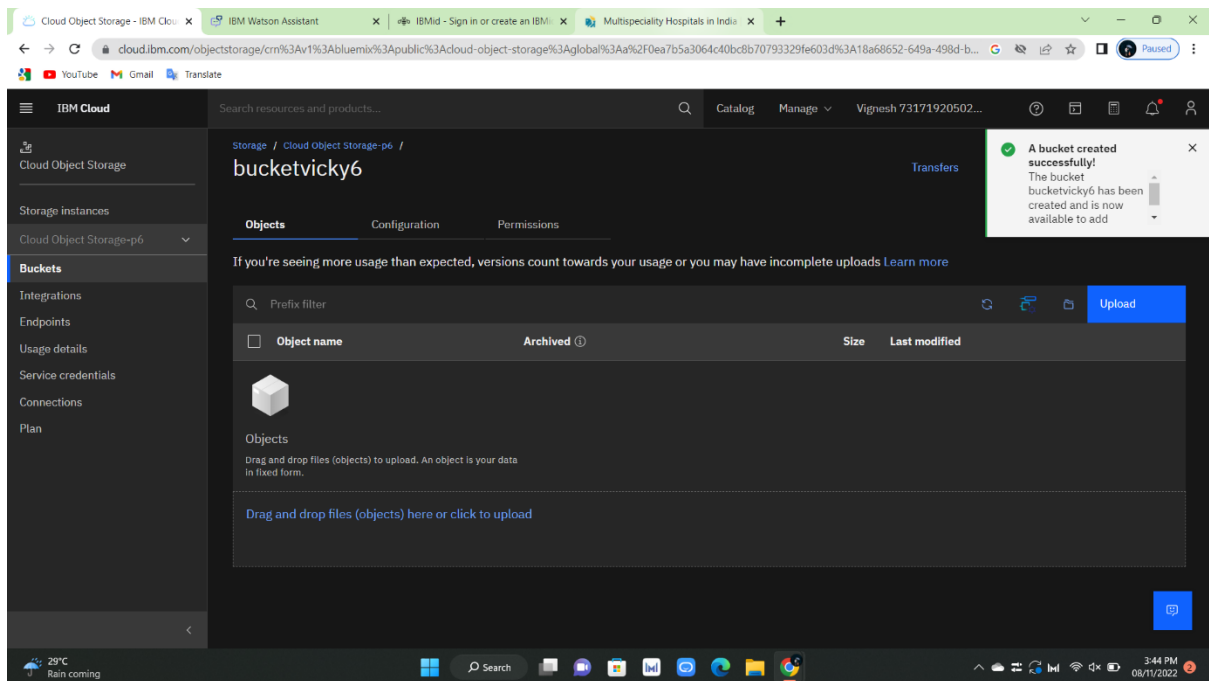 Cloud Object Storage - IBM Clou
IBM Watson Assistant
IBMid - Sign in or create an IBMi
Multispeciality Hospitals in India
cloud.ibm.com/objectstorage/crn%3Av1%3Abluemix%3Apublic%3Acloud-object-storage%3Aglobal%3Aa%2F0ea7b5a3064c40bc8b70793329fe603d%3A18a68652-649a-498d-b...
Paused
YouTube
Gmail
Translate
IBM Cloud
Search resources and products...
Catalog
Manage
Vignesh 73171920502...
Cloud Object Storage
Storage instances
Cloud Object Storage-p6
Buckets
Integrations
Endpoints
Usage details
Service credentials
Connections
Plan
Storage / Cloud Object Storage-p6 /
bucketvicky6
Transfers
A bucket created
successfully!
The bucket
bucketvicky6 has been
created and is now
available to add
Objects
Configuration
Permissions
If you're seeing more usage than expected, versions count towards your usage or you may have incomplete uploads Learn more
Prefix filter
Upload
Object name
Archived
Size
Last modified
Objects
Drag and drop files (objects) to upload. An object is your data
in fixed form.
Drag and drop files (objects) here or click to upload
29°C
Rain coming
Search
3:44 PM
08/11/2022
2